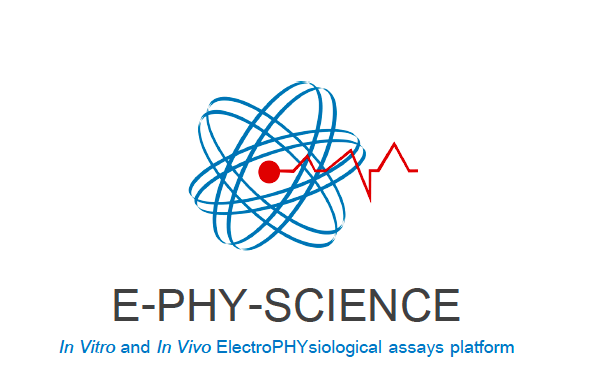 E-PHY-SCIENCE
In Vitro and In Vivo ElectroPHYsiological assays platform